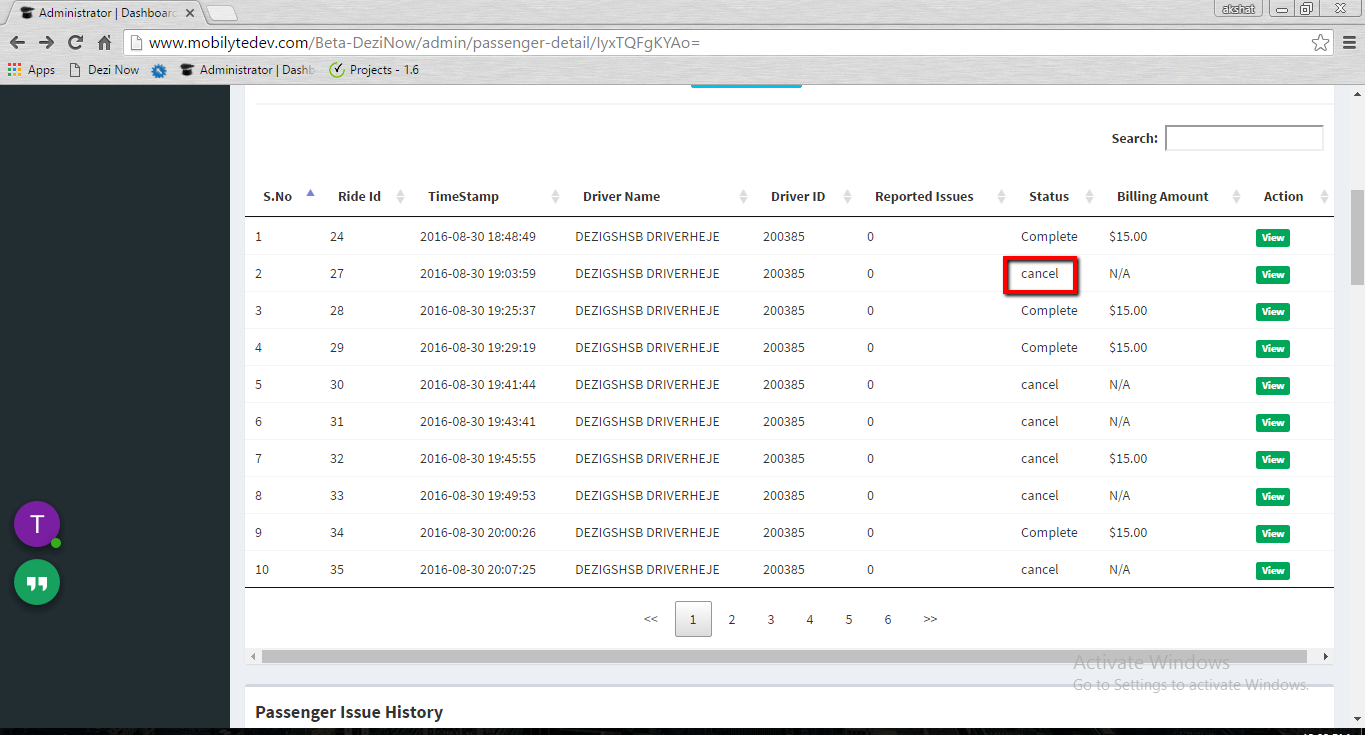 Administrator | Dashboard
akshat
www.mobilytedev.com/Beta-DeziNow/admin/passenger-detail/IyxTQFgKYAo=
Apps Dezi Now Administrator | Dashb Projects - 1.6
Search:
S.No Ride Id TimeStamp Driver Name Driver ID Reported Issues Status Billing Amount Action
1 24 2016-08-30 18:48:49 DEZIGSHSB DRIVERHEJE 200385 0 Complete $15.00 View
2 27 2016-08-30 19:03:59 DEZIGSHSB DRIVERHEJE 200385 0 cancel N/A View
3 28 2016-08-30 19:25:37 DEZIGSHSB DRIVERHEJE 200385 0 Complete $15.00 View
4 29 2016-08-30 19:29:19 DEZIGSHSB DRIVERHEJE 200385 0 Complete $15.00 View
5 30 2016-08-30 19:41:44 DEZIGSHSB DRIVERHEJE 200385 0 cancel N/A View
6 31 2016-08-30 19:43:41 DEZIGSHSB DRIVERHEJE 200385 0 cancel N/A View
7 32 2016-08-30 19:45:55 DEZIGSHSB DRIVERHEJE 200385 0 cancel $15.00 View
8 33 2016-08-30 19:49:53 DEZIGSHSB DRIVERHEJE 200385 0 cancel N/A View
9 34 2016-08-30 20:00:26 DEZIGSHSB DRIVERHEJE 200385 0 Complete $15.00 View
10 35 2016-08-30 20:07:25 DEZIGSHSB DRIVERHEJE 200385 0 cancel N/A View
T
<< 1 2 3 4 5 6 >>
Activate Windows
Go to Settings to activate Windows.
Passenger Issue History